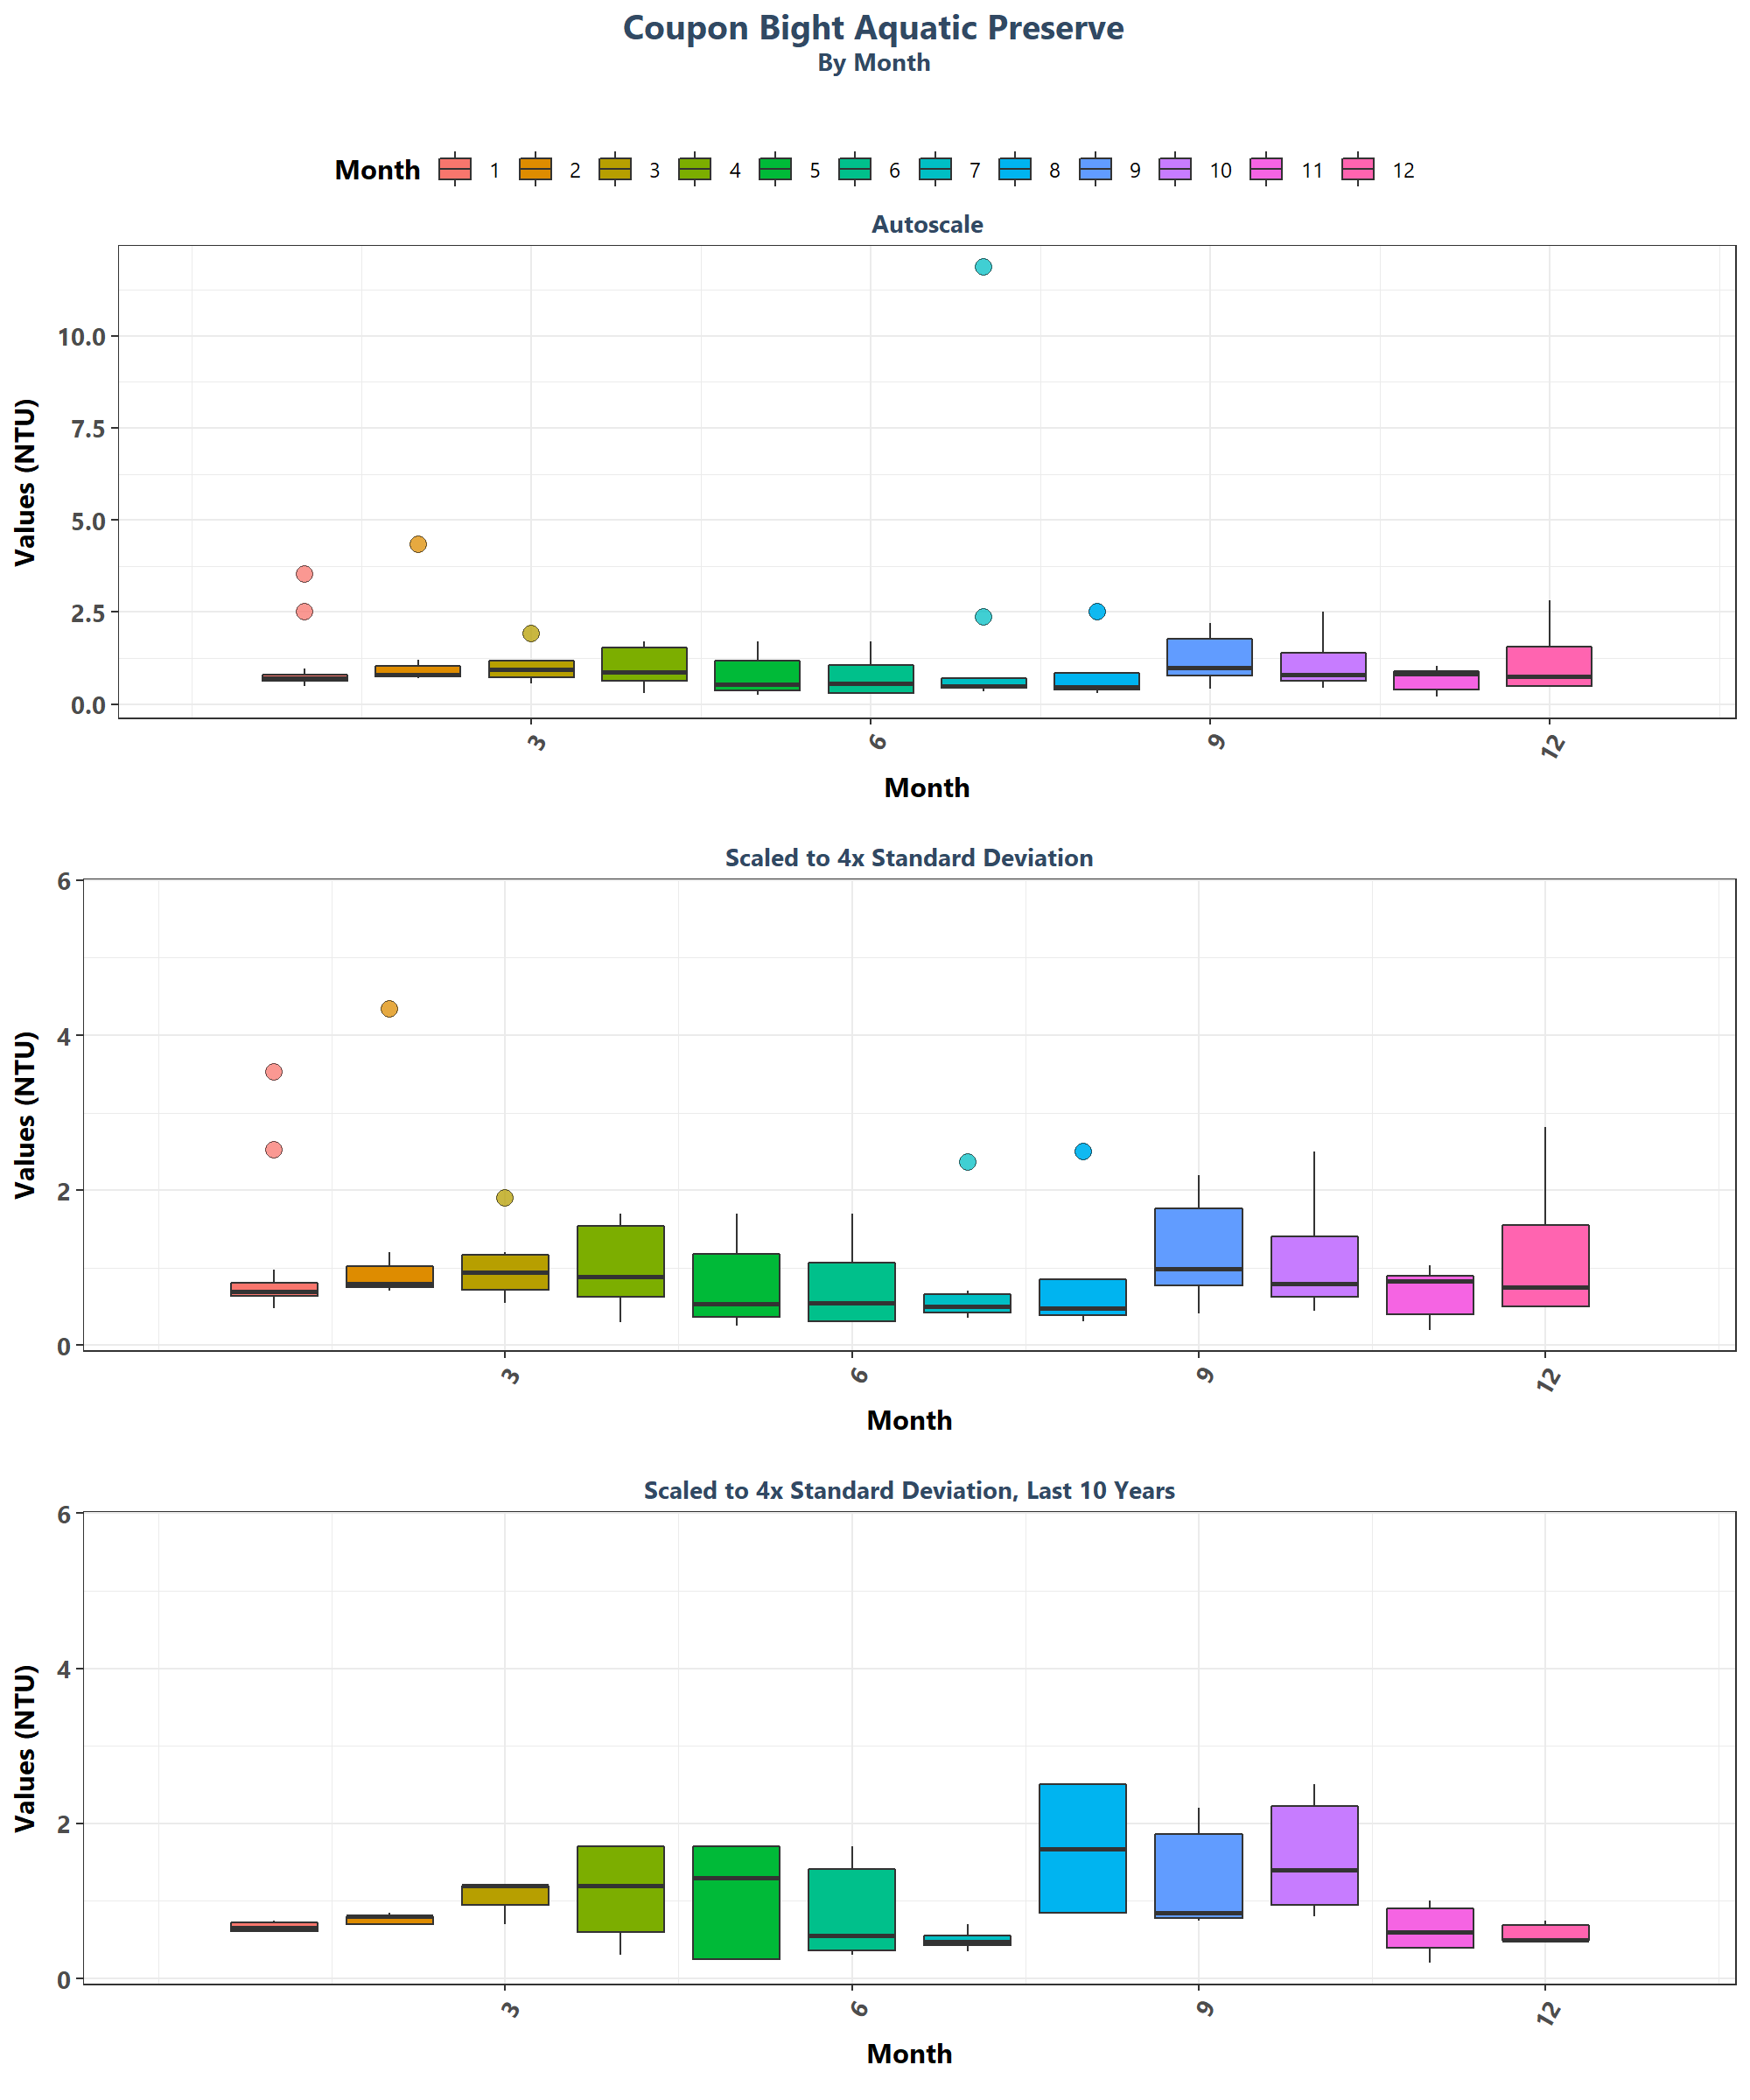 Coupon Bight Aquatic Preserve
By Month
Month 1 2 3 4 5 6 7 8 9 10 11 12
Autoscale
Values (NTU)
10.0
7.5
5.0
2.5
0.0
3 6 9 12
Month
Scaled to 4x Standard Deviation
Values (NTU)
6
4
2
0
3 6 9 12
Month
Scaled to 4x Standard Deviation, Last 10 Years
Values (NTU)
6
4
2
0
3 6 9 12
Month